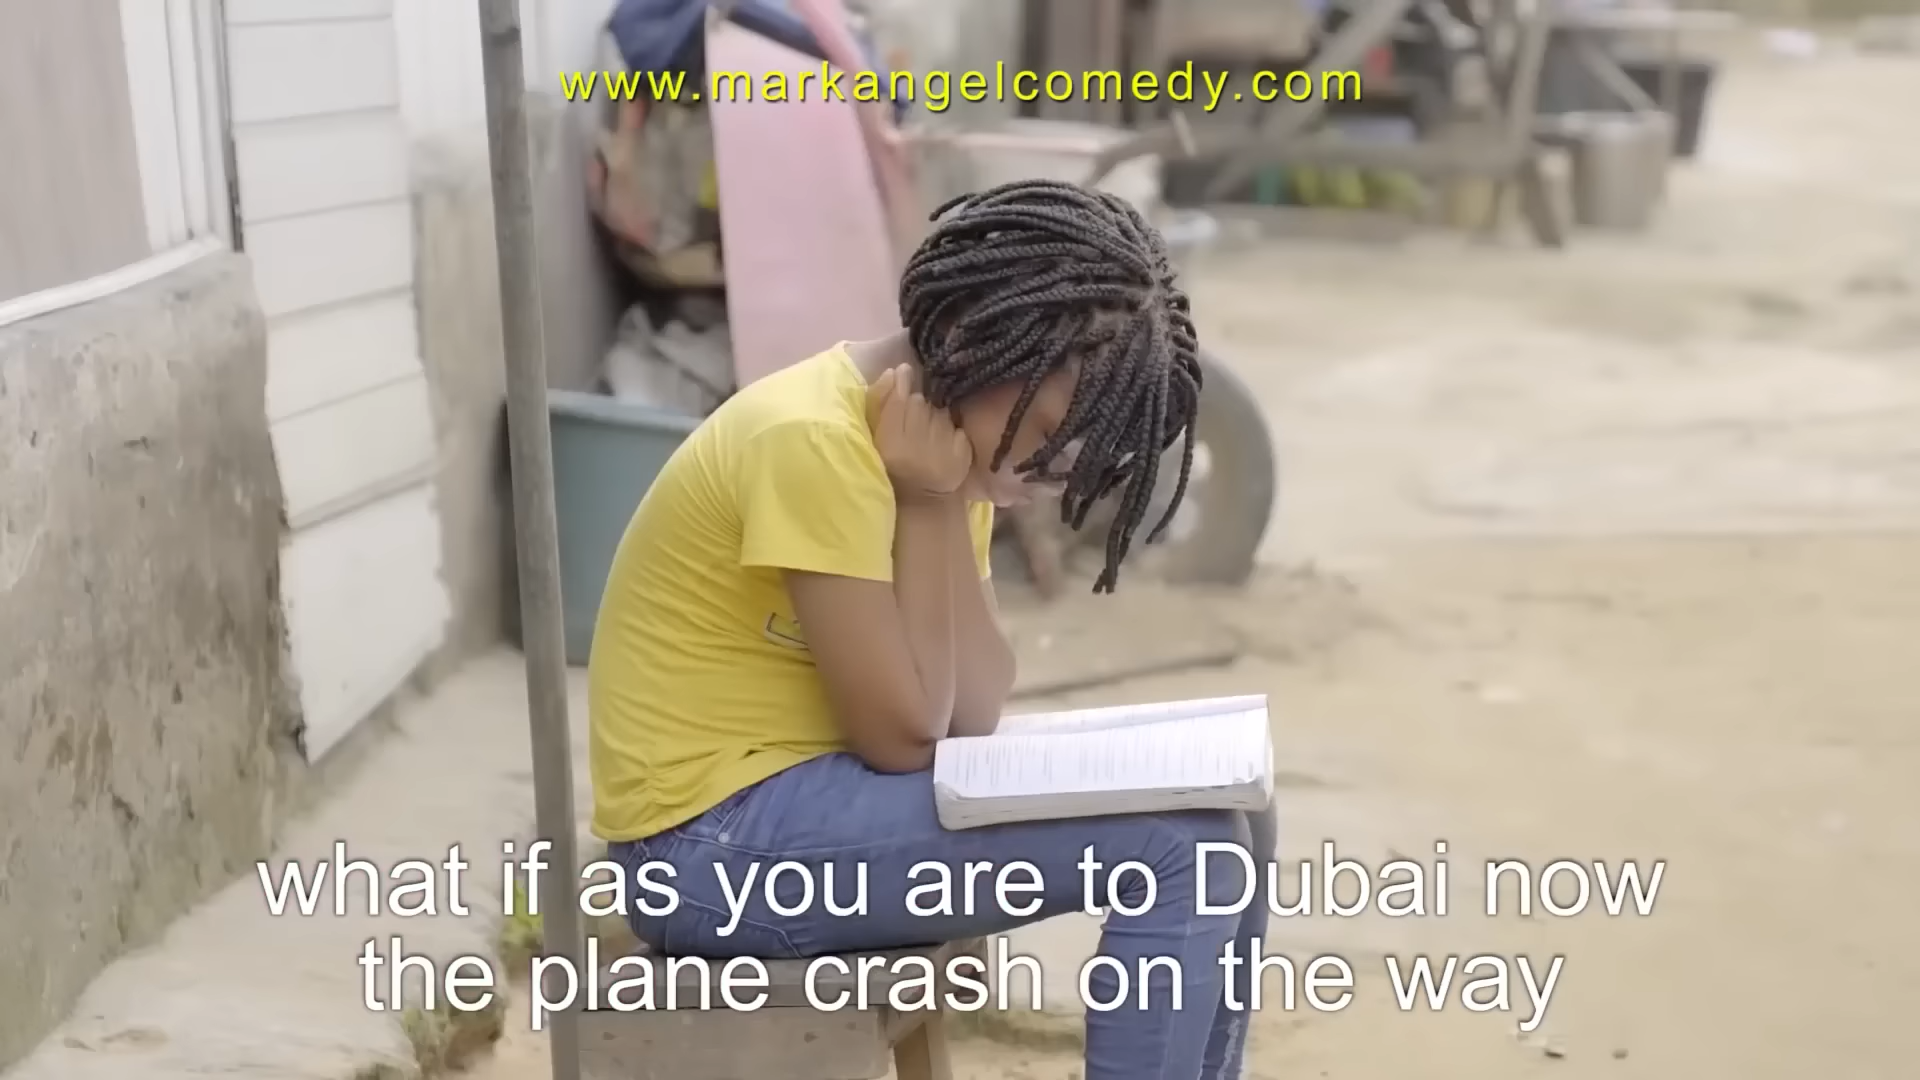 www.markangelcomedy.com
what if as you are to Dubai now
the plane crash on the way